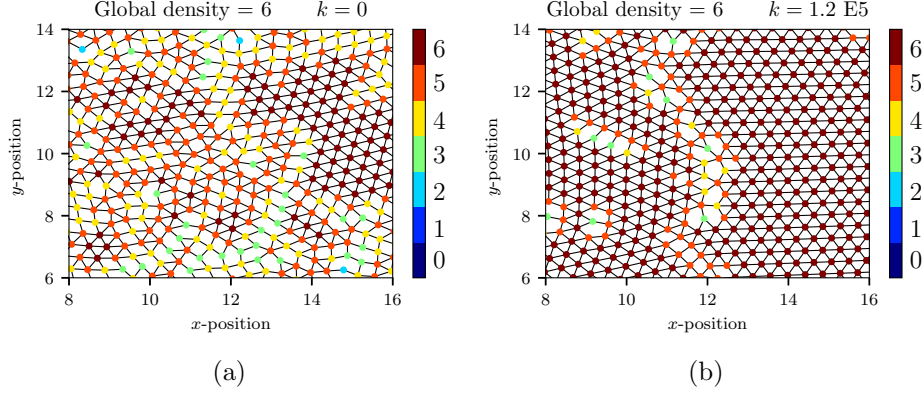 Global density = 6 k = 0
14
12
10
8
6
8 10 12 14 16
y-position
x-position
6
5
4
3
2
1
0
(a)
Global density = 6 k = 1.2 E5
14
12
10
8
6
8 10 12 14 16
y-position
x-position
6
5
4
3
2
1
0
(b)